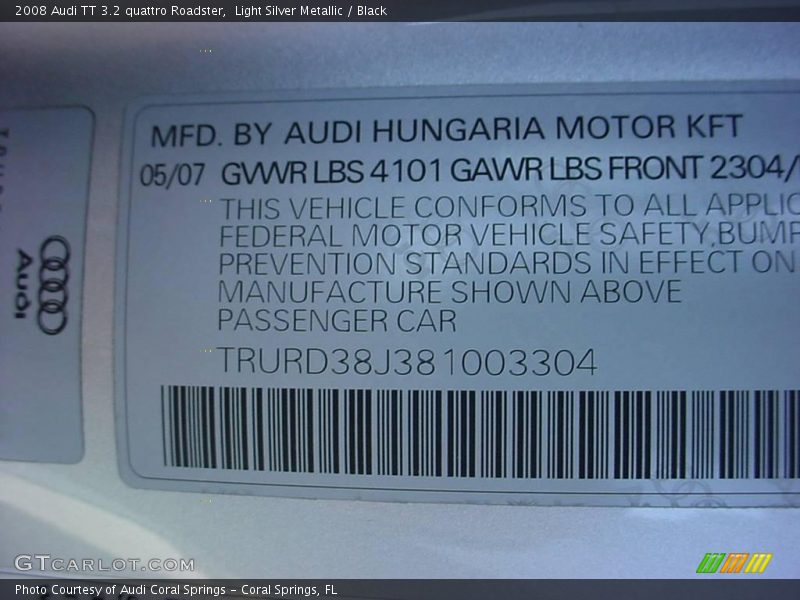 2008 Audi TT 3.2 quattro Roadster,  Light Silver Metallic / Black
MFD. BY AUDI HUNGARIA MOTOR KFT
05/07 GVWR LBS 4101 GAWR LBS FRONT 2304/
THIS VEHICLE CONFORMS TO ALL APPLIC
FEDERAL MOTOR VEHICLE SAFETY, BUMP
PREVENTION STANDARDS IN EFFECT ON
MANUFACTURE SHOWN ABOVE
PASSENGER CAR
TRURD38J381003304
Audi
GTCARLOT.COM
Photo Courtesy of Audi Coral Springs - Coral Springs, FL